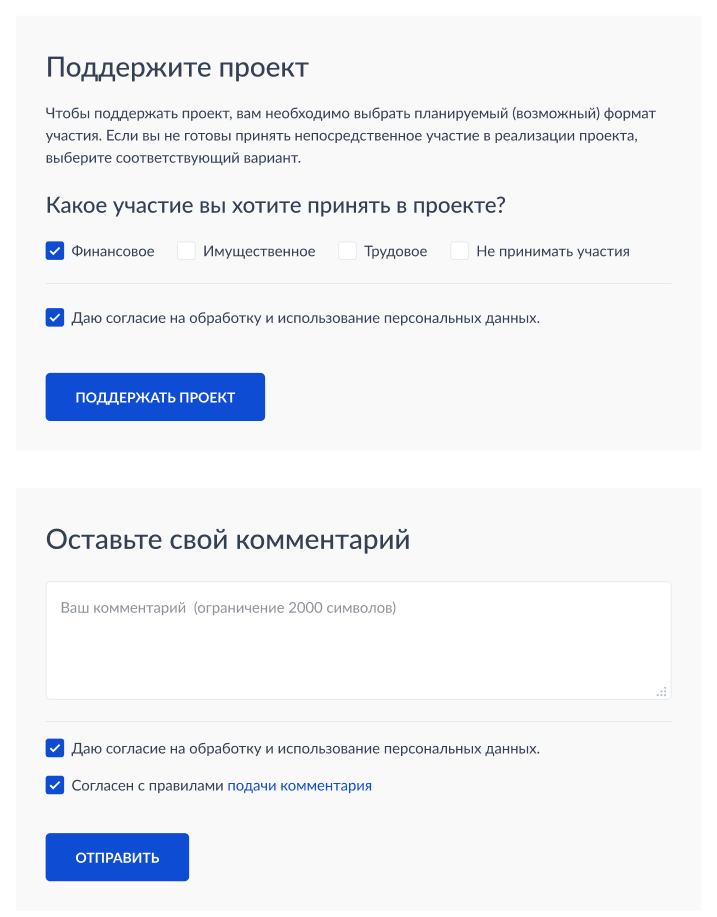 Поддержите проект
Чтобы поддержать проект, вам необходимо выбрать планируемый (возможный) формат
участия. Если вы не готовы принять непосредственное участие в реализации проекта,
выберите соответствующий вариант.
Какое участие вы хотите принять в проекте?
Финансовое Имущественное Трудовое Не принимать участия
Даю согласие на обработку и использование персональных данных.
ПОДДЕРЖАТЬ ПРОЕКТ
Оставьте свой комментарий
Ваш комментарий (ограничение 2000 символов)
Даю согласие на обработку и использование персональных данных.
Согласен с правилами подачи комментария
ОТПРАВИТЬ